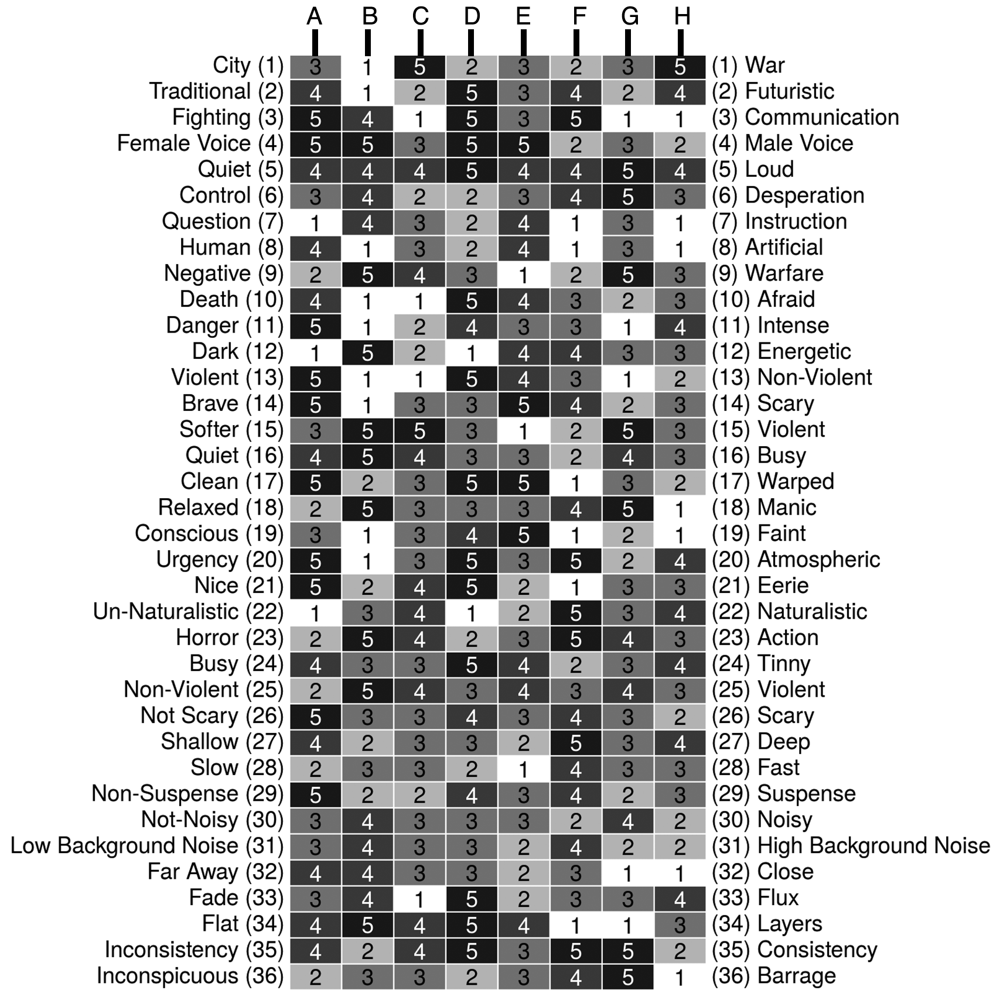 A B C D E F G H
City (1) 3 1 5 2 3 2 3 5 (1) War
Traditional (2) 4 1 2 5 3 4 2 4 (2) Futuristic
Fighting (3) 5 4 1 5 3 5 1 1 (3) Communication
Female Voice (4) 5 5 3 5 5 2 3 2 (4) Male Voice
Quiet (5) 4 4 4 5 4 4 5 4 (5) Loud
Control (6) 3 4 2 2 3 4 5 3 (6) Desperation
Question (7) 1 4 3 2 4 1 3 1 (7) Instruction
Human (8) 4 1 3 2 4 1 3 1 (8) Artificial
Negative (9) 2 5 4 3 1 2 5 3 (9) Warfare
Death (10) 4 1 1 5 4 3 2 3 (10) Afraid
Danger (11) 5 1 2 4 3 3 1 4 (11) Intense
Dark (12) 1 5 2 1 4 4 3 3 (12) Energetic
Violent (13) 5 1 1 5 4 3 1 2 (13) Non-Violent
Brave (14) 5 1 3 3 5 4 2 3 (14) Scary
Softer (15) 3 5 5 3 1 2 5 3 (15) Violent
Quiet (16) 4 5 4 3 3 2 4 3 (16) Busy
Clean (17) 5 2 3 5 5 1 3 2 (17) Warped
Relaxed (18) 2 5 3 3 3 4 5 1 (18) Manic
Conscious (19) 3 1 3 4 5 1 2 1 (19) Faint
Urgency (20) 5 1 3 5 3 5 2 4 (20) Atmospheric
Nice (21) 5 2 4 5 2 1 3 3 (21) Eerie
Un-Naturalistic (22) 1 3 4 1 2 5 3 4 (22) Naturalistic
Horror (23) 2 5 4 2 3 5 4 3 (23) Action
Busy (24) 4 3 3 5 4 2 3 4 (24) Tinny
Non-Violent (25) 2 5 4 3 4 3 4 3 (25) Violent
Not Scary (26) 5 3 3 4 3 4 3 2 (26) Scary
Shallow (27) 4 2 3 3 2 5 3 4 (27) Deep
Slow (28) 2 3 3 2 1 4 3 3 (28) Fast
Non-Suspense (29) 5 2 2 4 3 4 2 3 (29) Suspense
Not-Noisy (30) 3 4 3 3 3 2 4 2 (30) Noisy
Low Background Noise (31) 3 4 3 3 2 4 2 2 (31) High Background Noise
Far Away (32) 4 4 3 3 2 3 1 1 (32) Close
Fade (33) 3 4 1 5 2 3 3 4 (33) Flux
Flat (34) 4 5 4 5 4 1 1 3 (34) Layers
Inconsistency (35) 4 2 4 5 3 5 5 2 (35) Consistency
Inconspicuous (36) 2 3 3 2 3 4 5 1 (36) Barrage